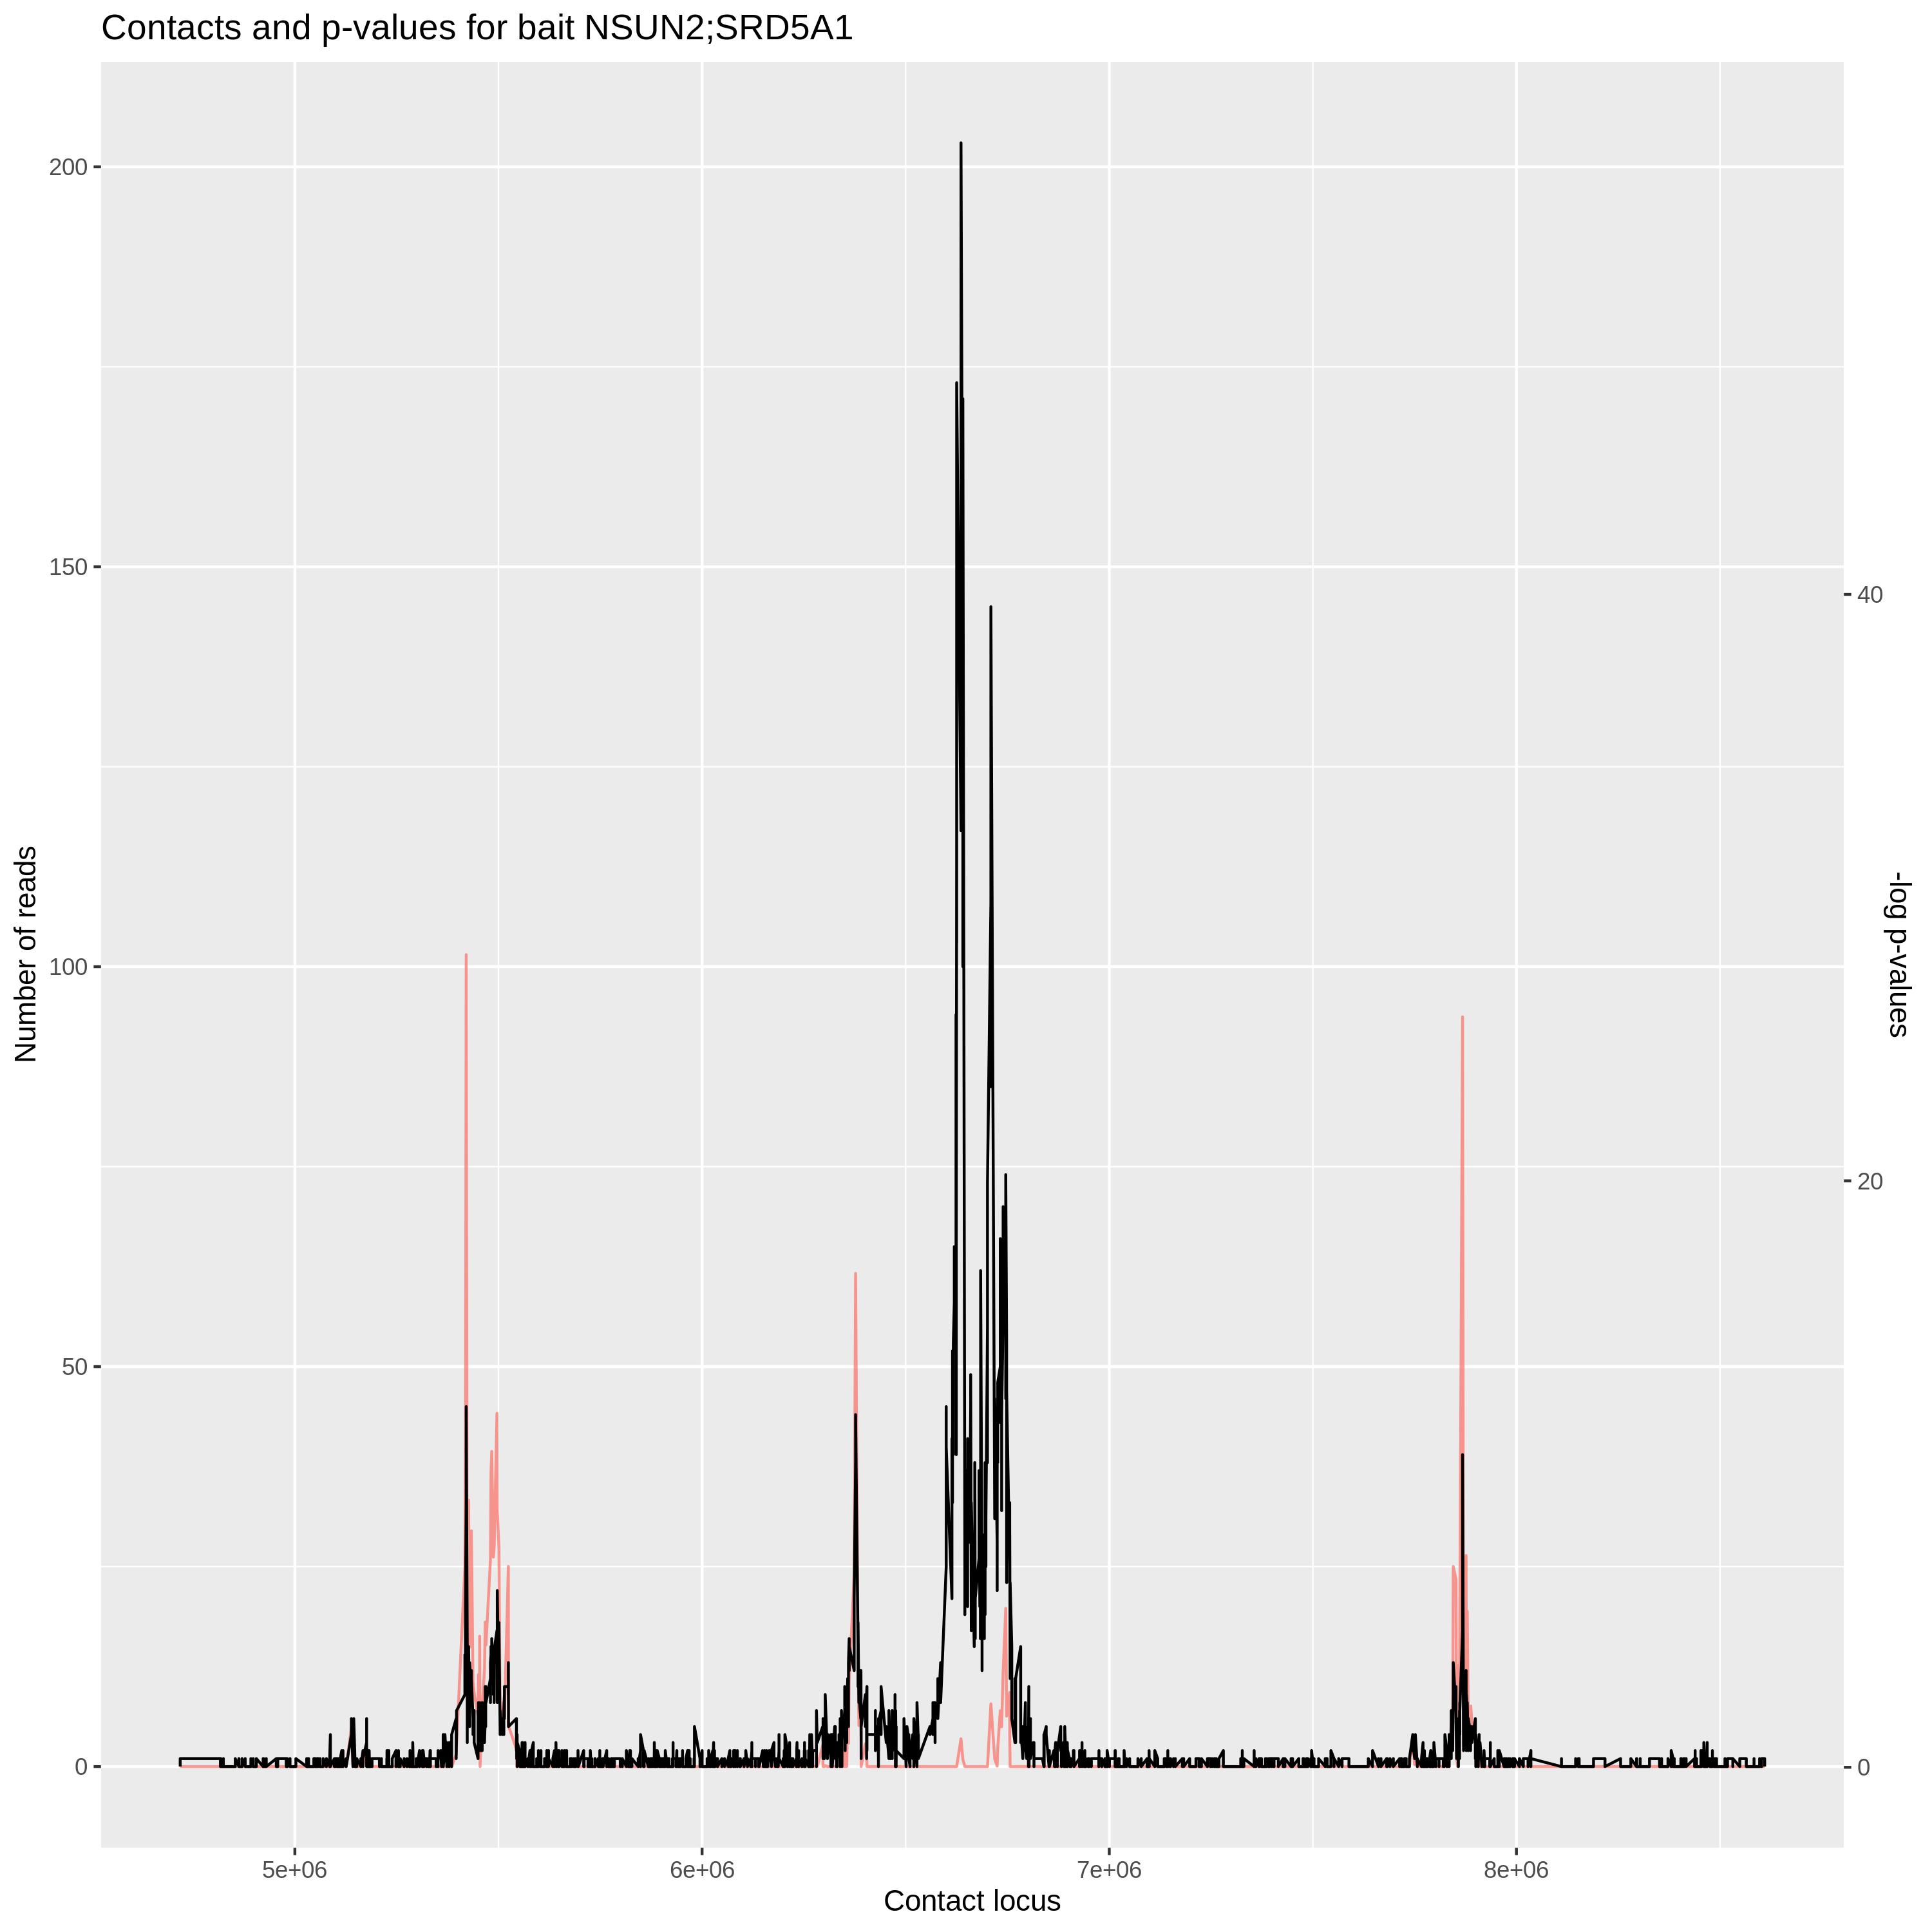 Contacts and p-values for bait NSUN2;SRD5A1
200
150
100
50
0
Number of reads
40
20
0
-log p-values
5e+06
6e+06
7e+06
8e+06
Contact locus